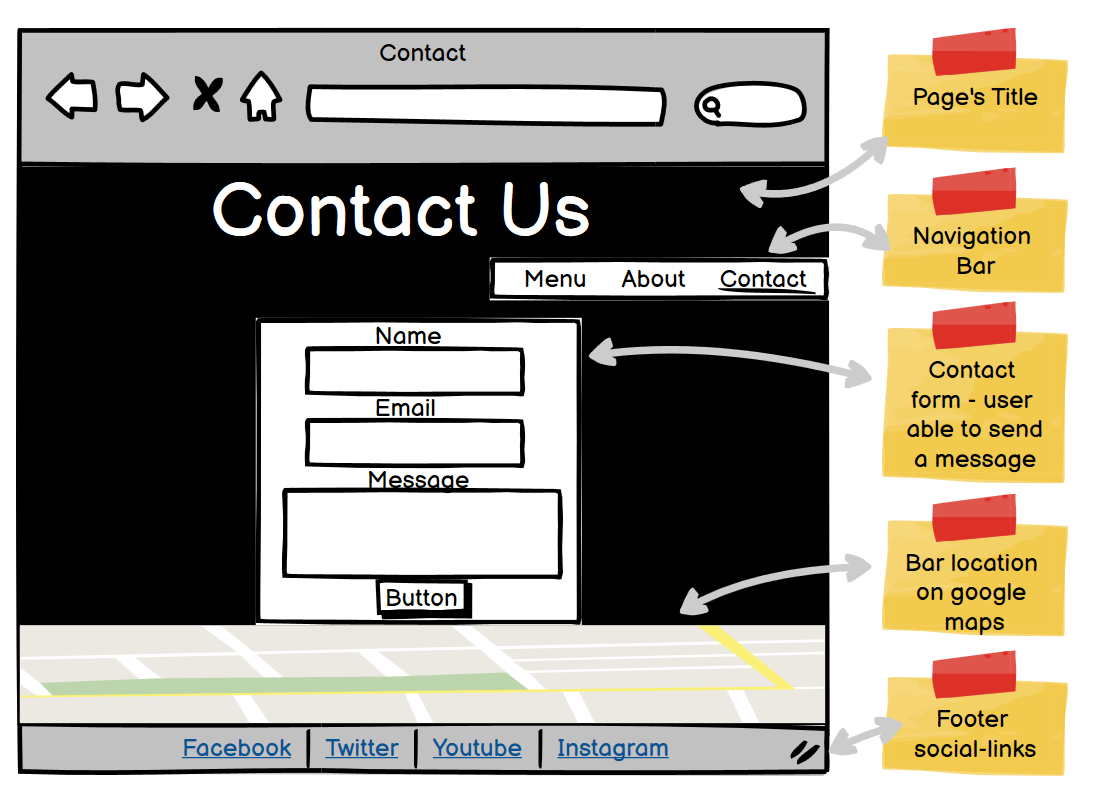 Contact
Contact Us
Menu About Contact
Name
Email
Message
Button
Facebook Twitter Youtube Instagram
Page's Title
Navigation
Bar
Contact
form - user
able to send
a message
Bar location
on google
maps
Footer
social-links